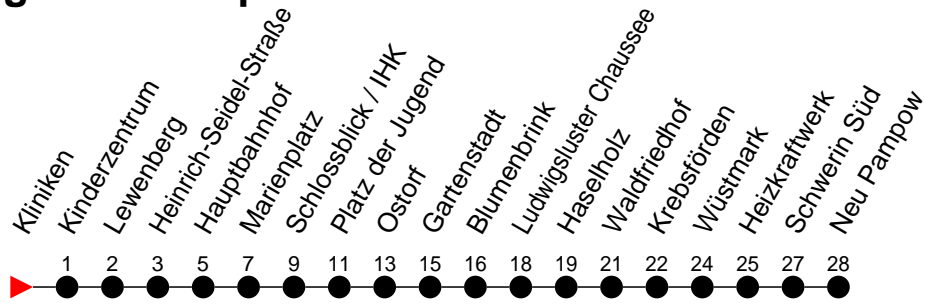 Kliniken
Kinderzentrum
Lewenberg
Heinrich-Seidel-Straße
Hauptbahnhof
Marienplatz
Schlossblick / IHK
Platz der Jugend
Ostorf
Gartenstadt
Blumenbrink
Ludwigsluster Chaussee
Haselholz
Waldfriedhof
Krebsförden
Wüstmark
Heizkraftwerk
Schwerin Süd
Neu Pampow
1 2 3 5 7 9 11 13 15 16 18 19 21 22 24 25 27 28